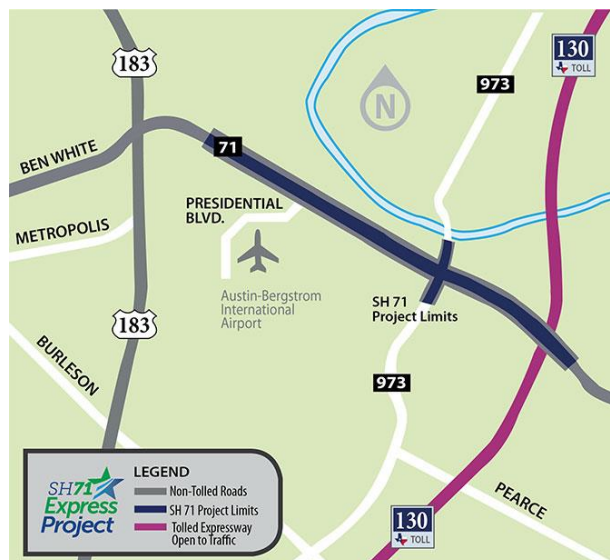 183
130
TOLL
973
71
BEN WHITE
PRESIDENTIAL
BLVD.
N
METROPOLIS
Austin-Bergstrom
International
Airport
SH 71
Project Limits
183
BURLESON
973
LEGEND
SH71
Express
Project
Non-Tolled Roads
SH 71 Project Limits
Tolled Expressway
Open to Traffic
PEARCE
130
TOLL